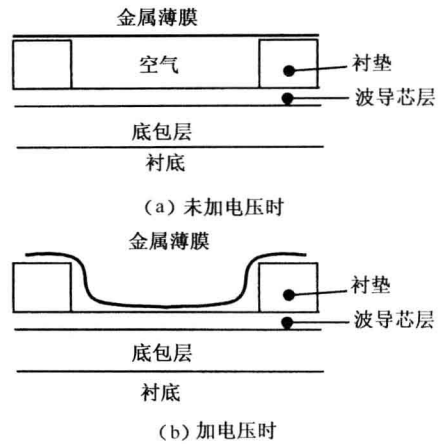 金属薄膜
空气
衬垫
波导芯层
底包层
衬底
(a) 未加电压时
金属薄膜
衬垫
波导芯层
底包层
衬底
(b) 加电压时